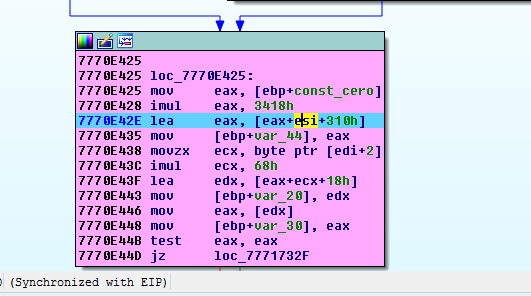 7770E425
7770E425 loc_7770E425:
7770E425 mov eax, [ebp+const_cero]
7770E428 imul eax, 3418h
7770E42E lea eax, [eax+esi+310h]
7770E435 mov [ebp+var_44], eax
7770E438 movzx ecx, byte ptr [edi+2]
7770E43C imul ecx, 68h
7770E43F lea edx, [eax+ecx+18h]
7770E443 mov [ebp+var_20], edx
7770E446 mov eax, [edx]
7770E448 mov [ebp+var_30], eax
7770E44B test eax, eax
7770E44D jz loc_7771732F
(Synchronized with EIP)